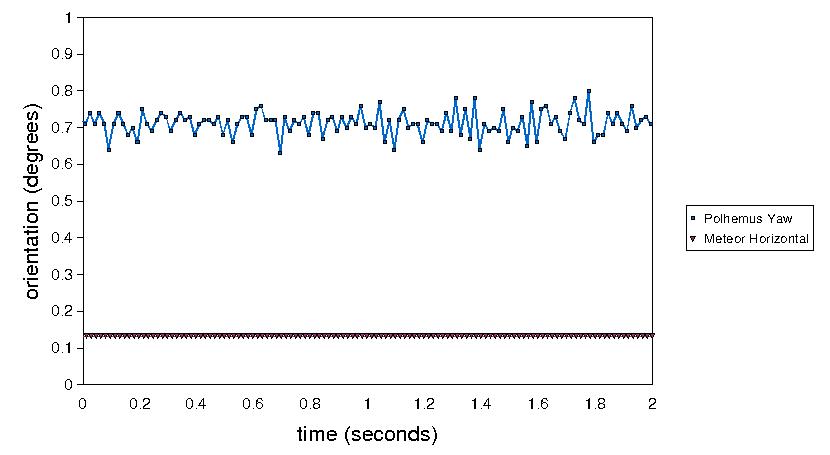 1
0.9
0.8
0.7
0.6
0.5
0.4
0.3
0.2
0.1
0
orientation (degrees)
0 0.2 0.4 0.6 0.8 1 1.2 1.4 1.6 1.8 2
time (seconds)
Polhemus Yaw
Meteor Horizontal